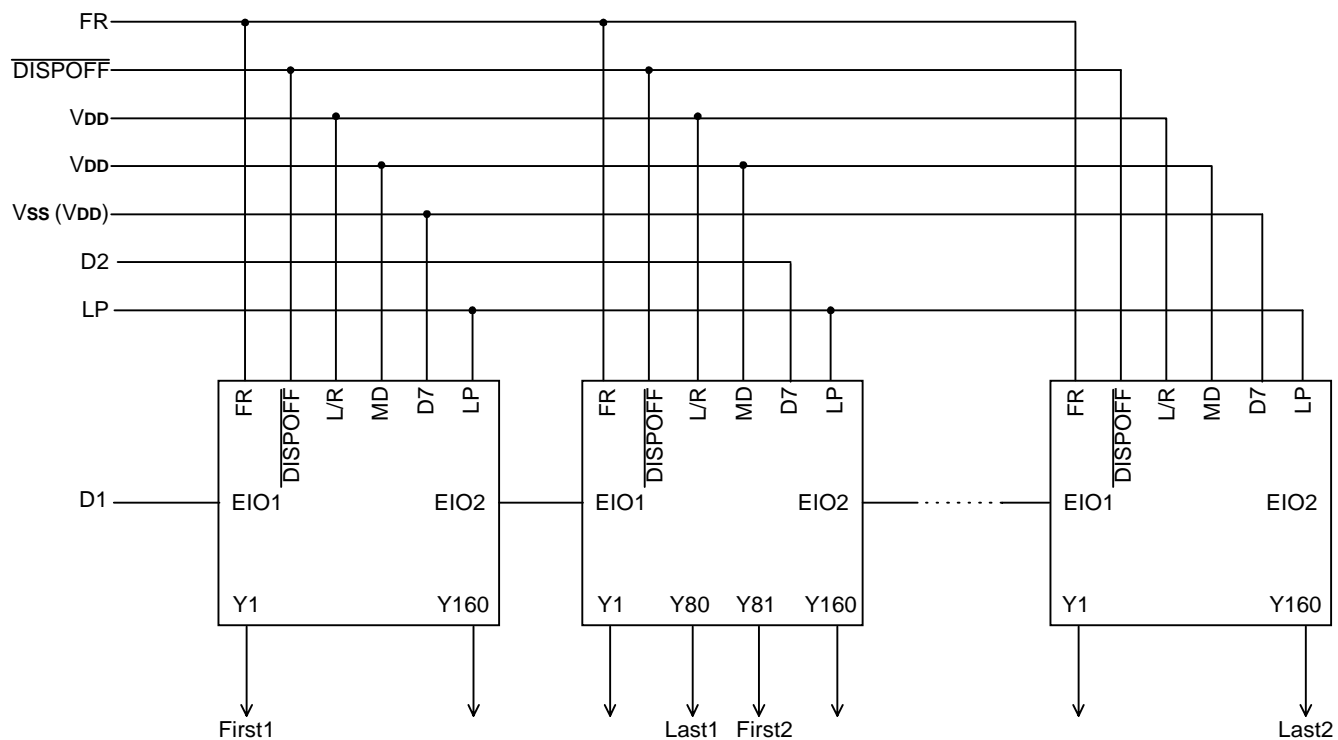 FR
DISPOFF
VDD
VDD
VSS (VDD)
D2
LP
FR DISPOFF L/R MD D7 LP
FR DISPOFF L/R MD D7 LP
FR DISPOFF L/R MD D7 LP
D1
EIO1 EIO2
EIO1 EIO2
EIO1 EIO2
Y1 Y160
Y1 Y80 Y81 Y160
Y1 Y160
First1
Last1 First2
Last2